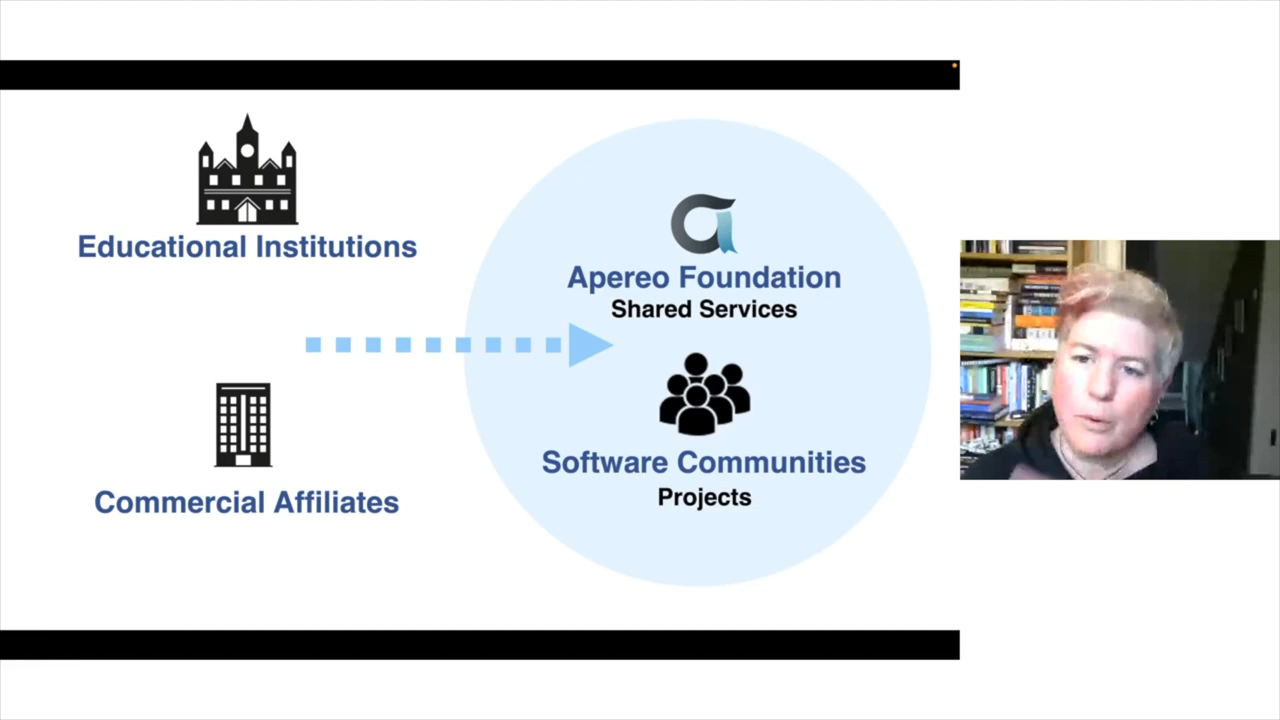 Educational Institutions
Commercial Affiliates
Apereo Foundation
Shared Services
Software Communities
Projects